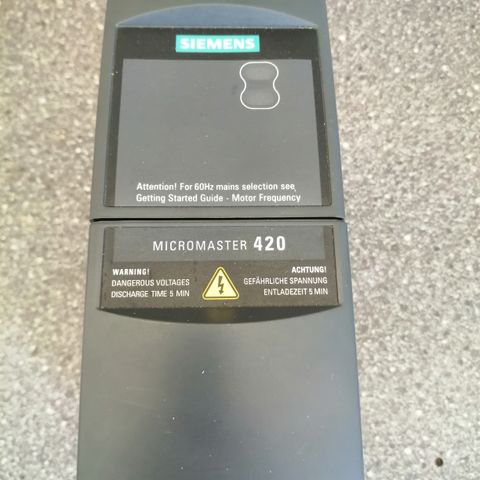 SIEMENS
Attention! For 60Hz mains selection see,
Getting Started Guide - Motor Frequency
MICROMASTER 420
WARNING!
DANGEROUS VOLTAGES
DISCHARGE TIME 5 MIN
ACHTUNG!
GEFÄHRLICHE SPANNUNG
ENTLADEZEIT 5 MIN